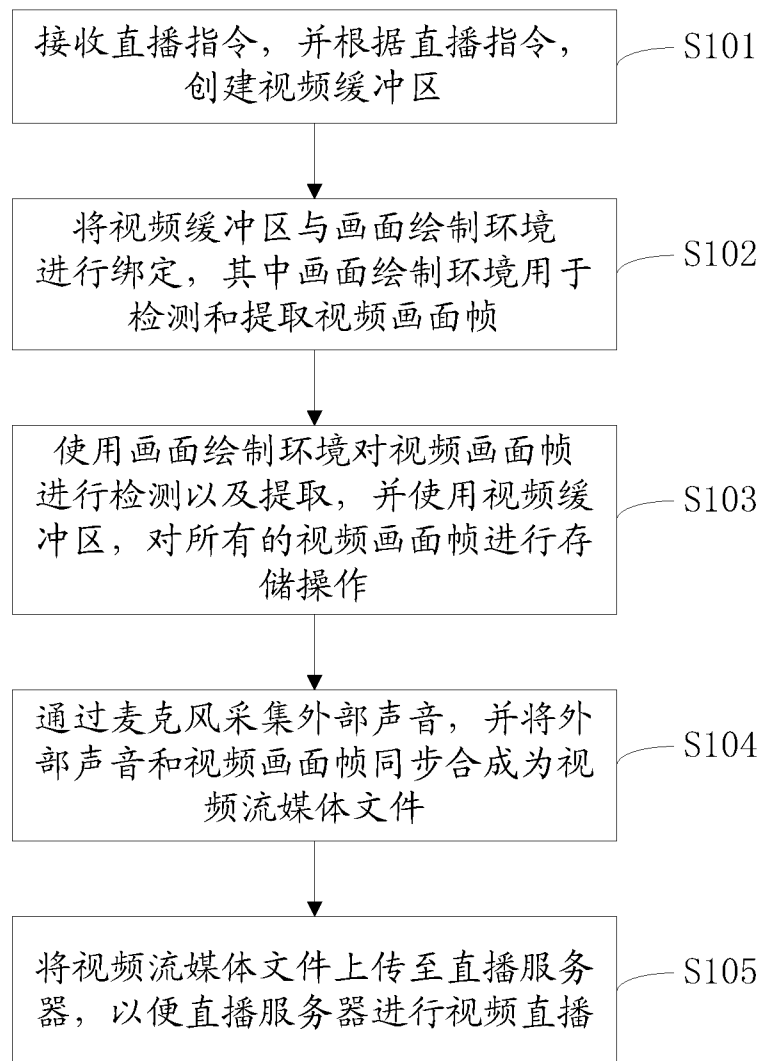 接收直播指令，并根据直播指令，
创建视频缓冲区
S101
将视频缓冲区与画面绘制环境
进行绑定，其中画面绘制环境用于
检测和提取视频画面帧
S102
使用画面绘制环境对视频画面帧
进行检测以及提取，并使用视频缓
冲区，对所有的视频画面帧进行存
储操作
S103
通过麦克风采集外部声音，并将外
部声音和视频画面帧同步合成为视
频流媒体文件
S104
将视频流媒体文件上传至直播服务
器，以便直播服务器进行视频直播
S105